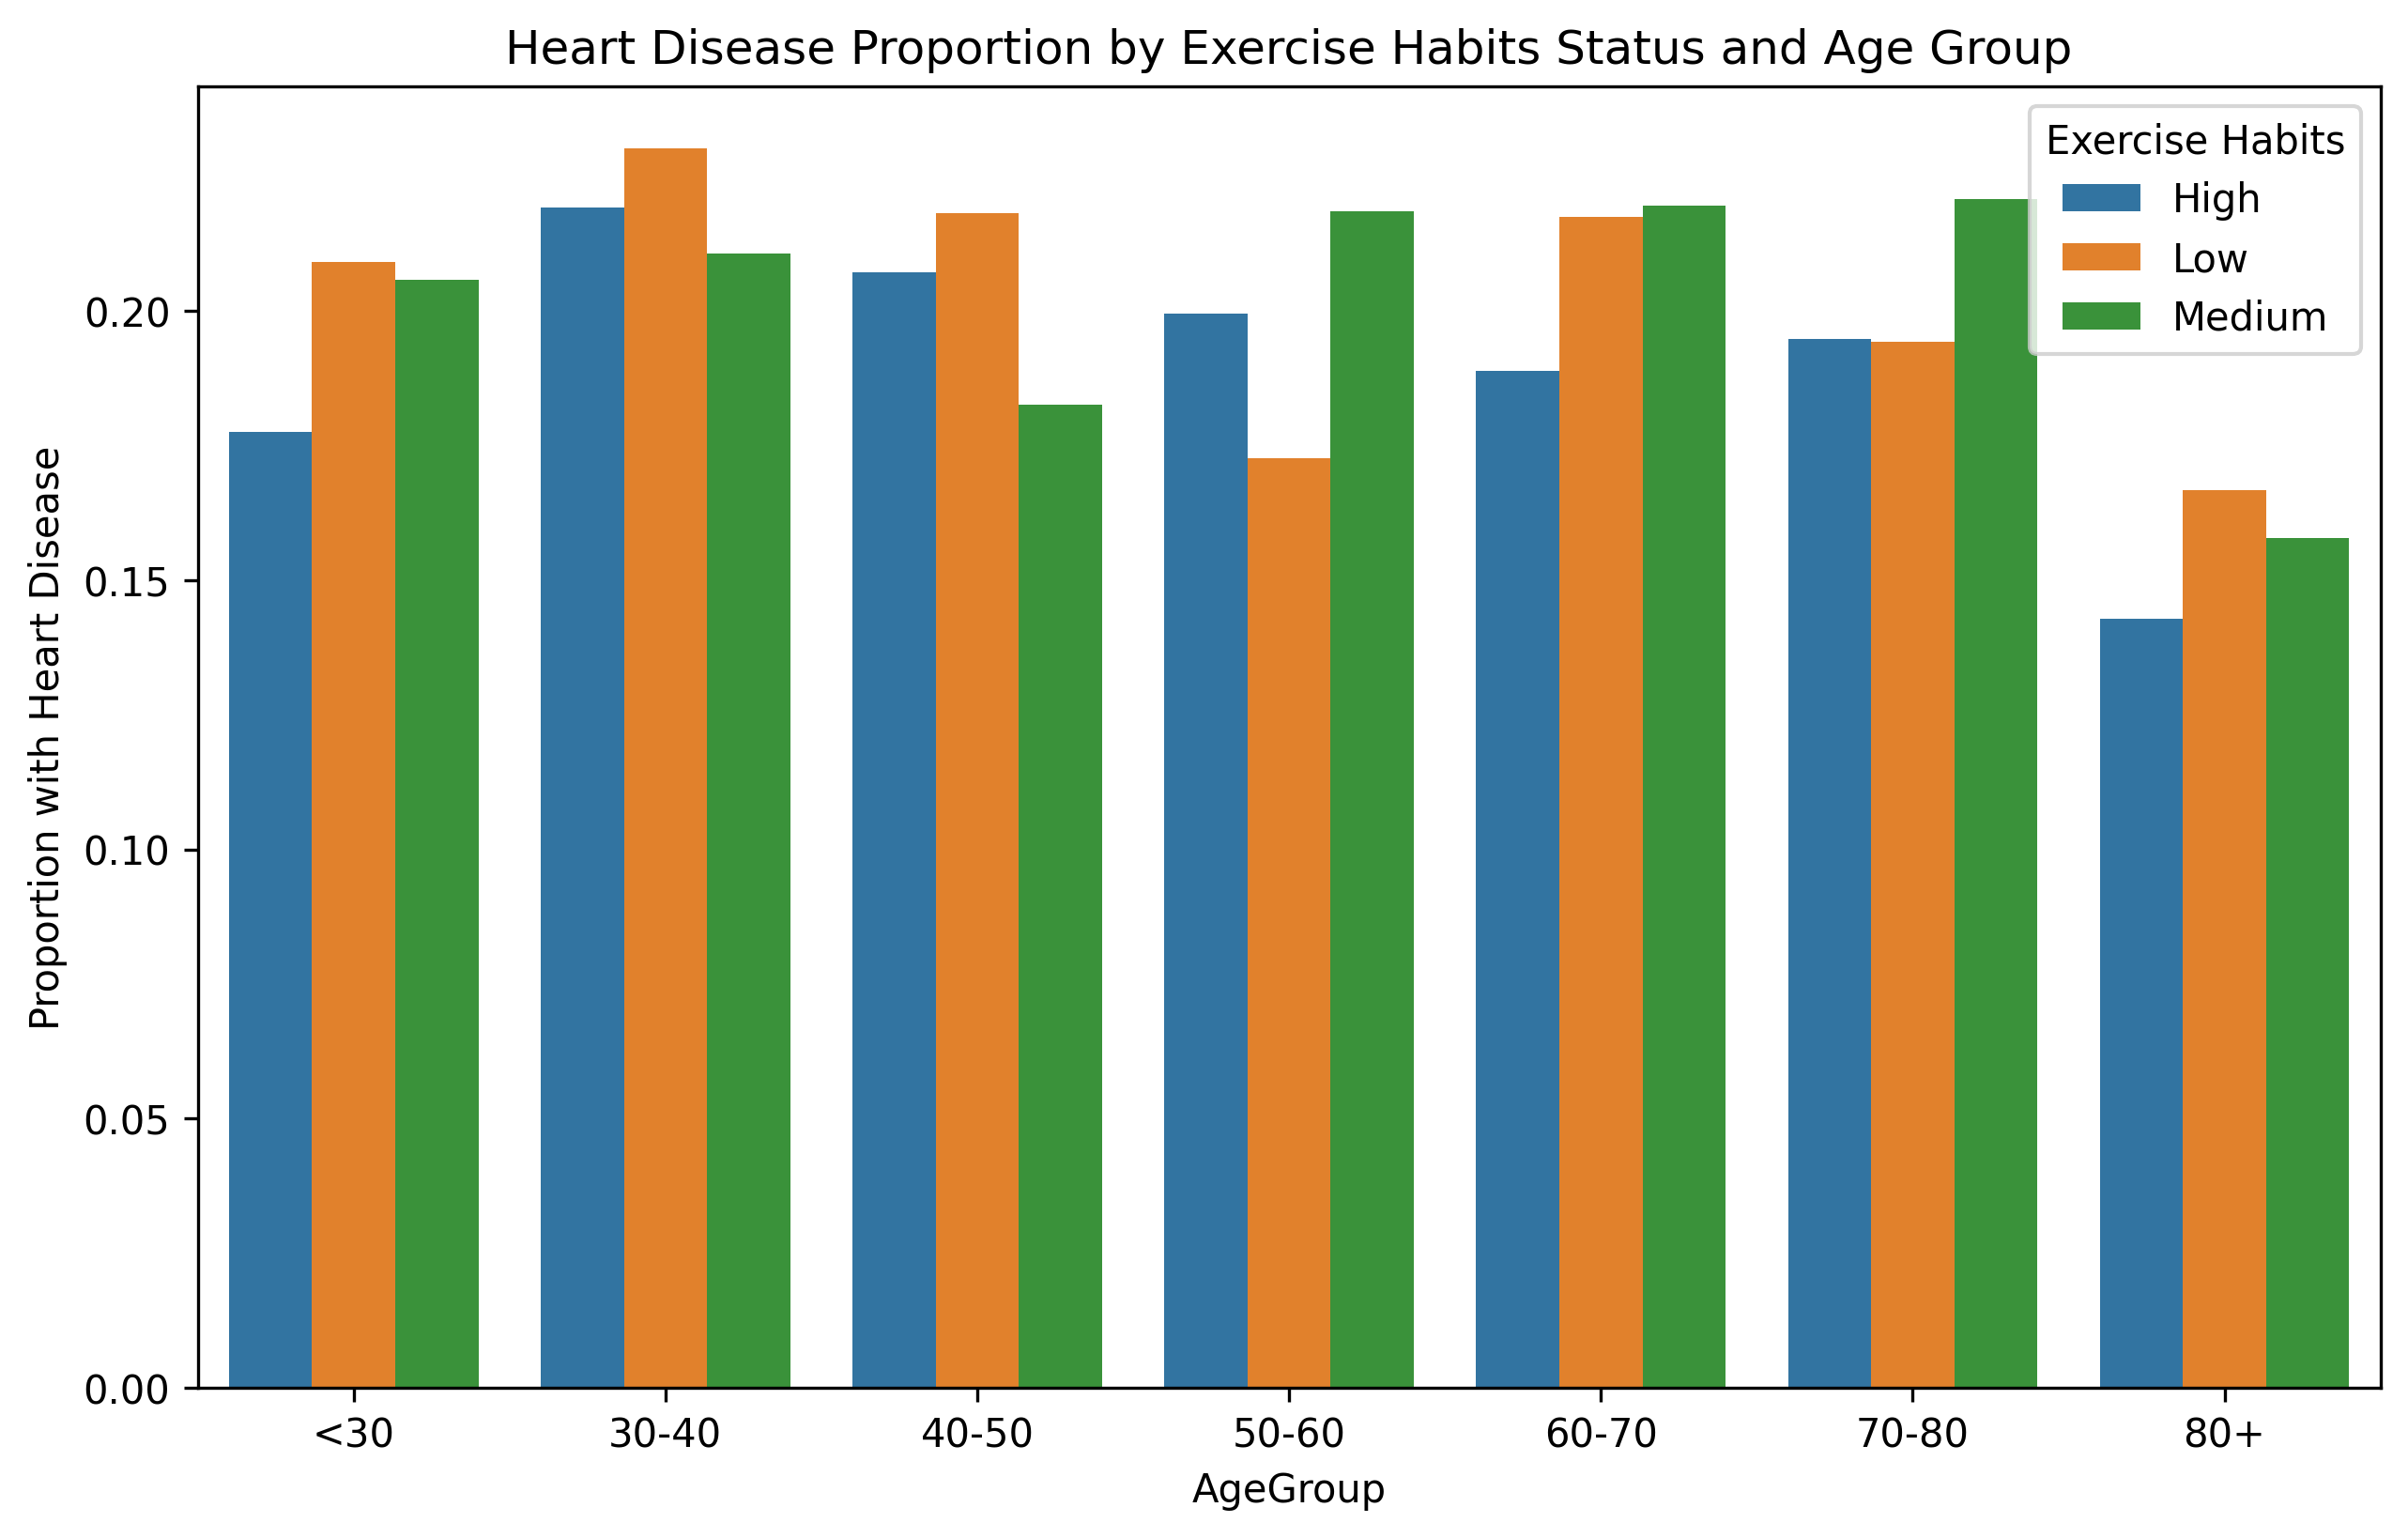 Heart Disease Proportion by Exercise Habits Status and Age Group
Exercise Habits
High
Low
Medium
Proportion with Heart Disease
0.20
0.15
0.10
0.05
0.00
<30
30-40
40-50
50-60
60-70
70-80
80+
AgeGroup